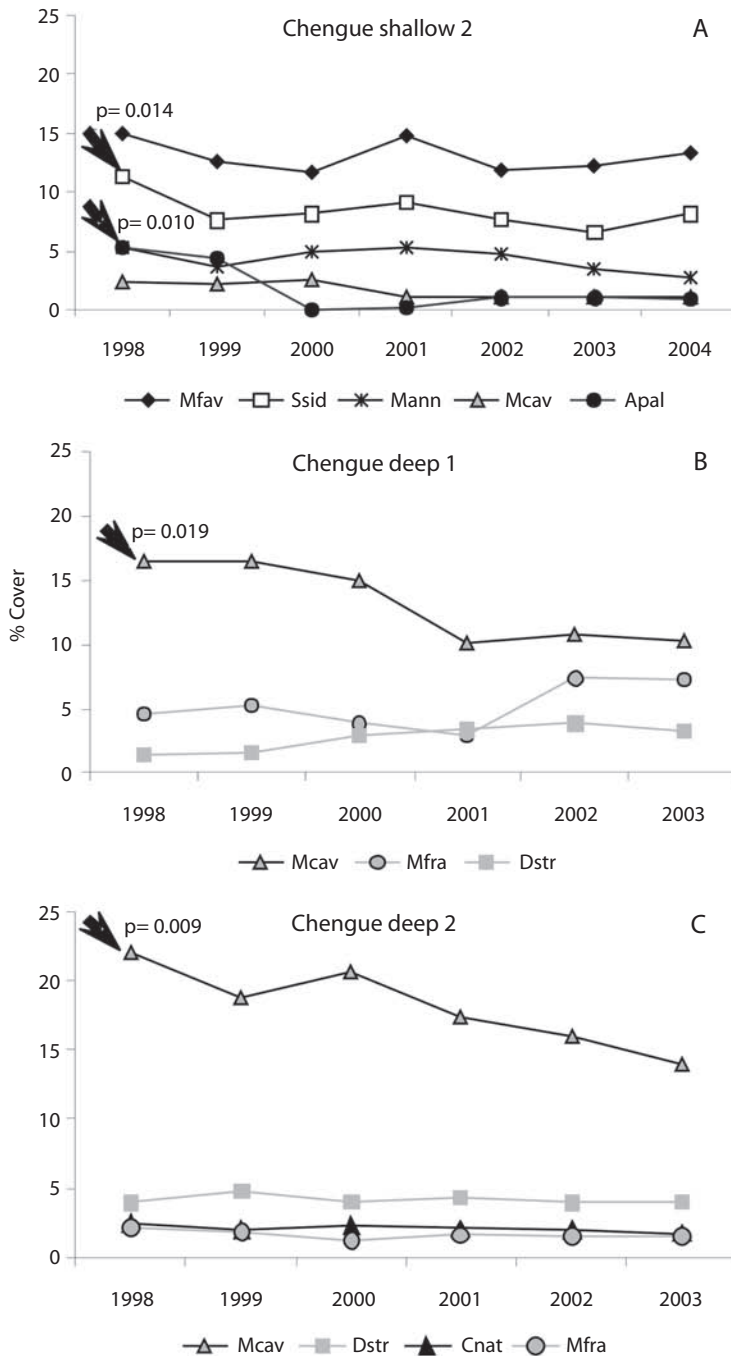 Chengue shallow 2 A
25
20
15
10
5
0
p= 0.014
p= 0.010
1998 1999 2000 2001 2002 2003 2004
Mfav Ssid Mann Mcav Apal
Chengue deep 1 B
25
20
15
10
5
0
p= 0.019
% Cover
1998 1999 2000 2001 2002 2003
Mcav Mfra Dstr
Chengue deep 2 C
25
20
15
10
5
0
p= 0.009
1998 1999 2000 2001 2002 2003
Mcav Dstr Cnat Mfra